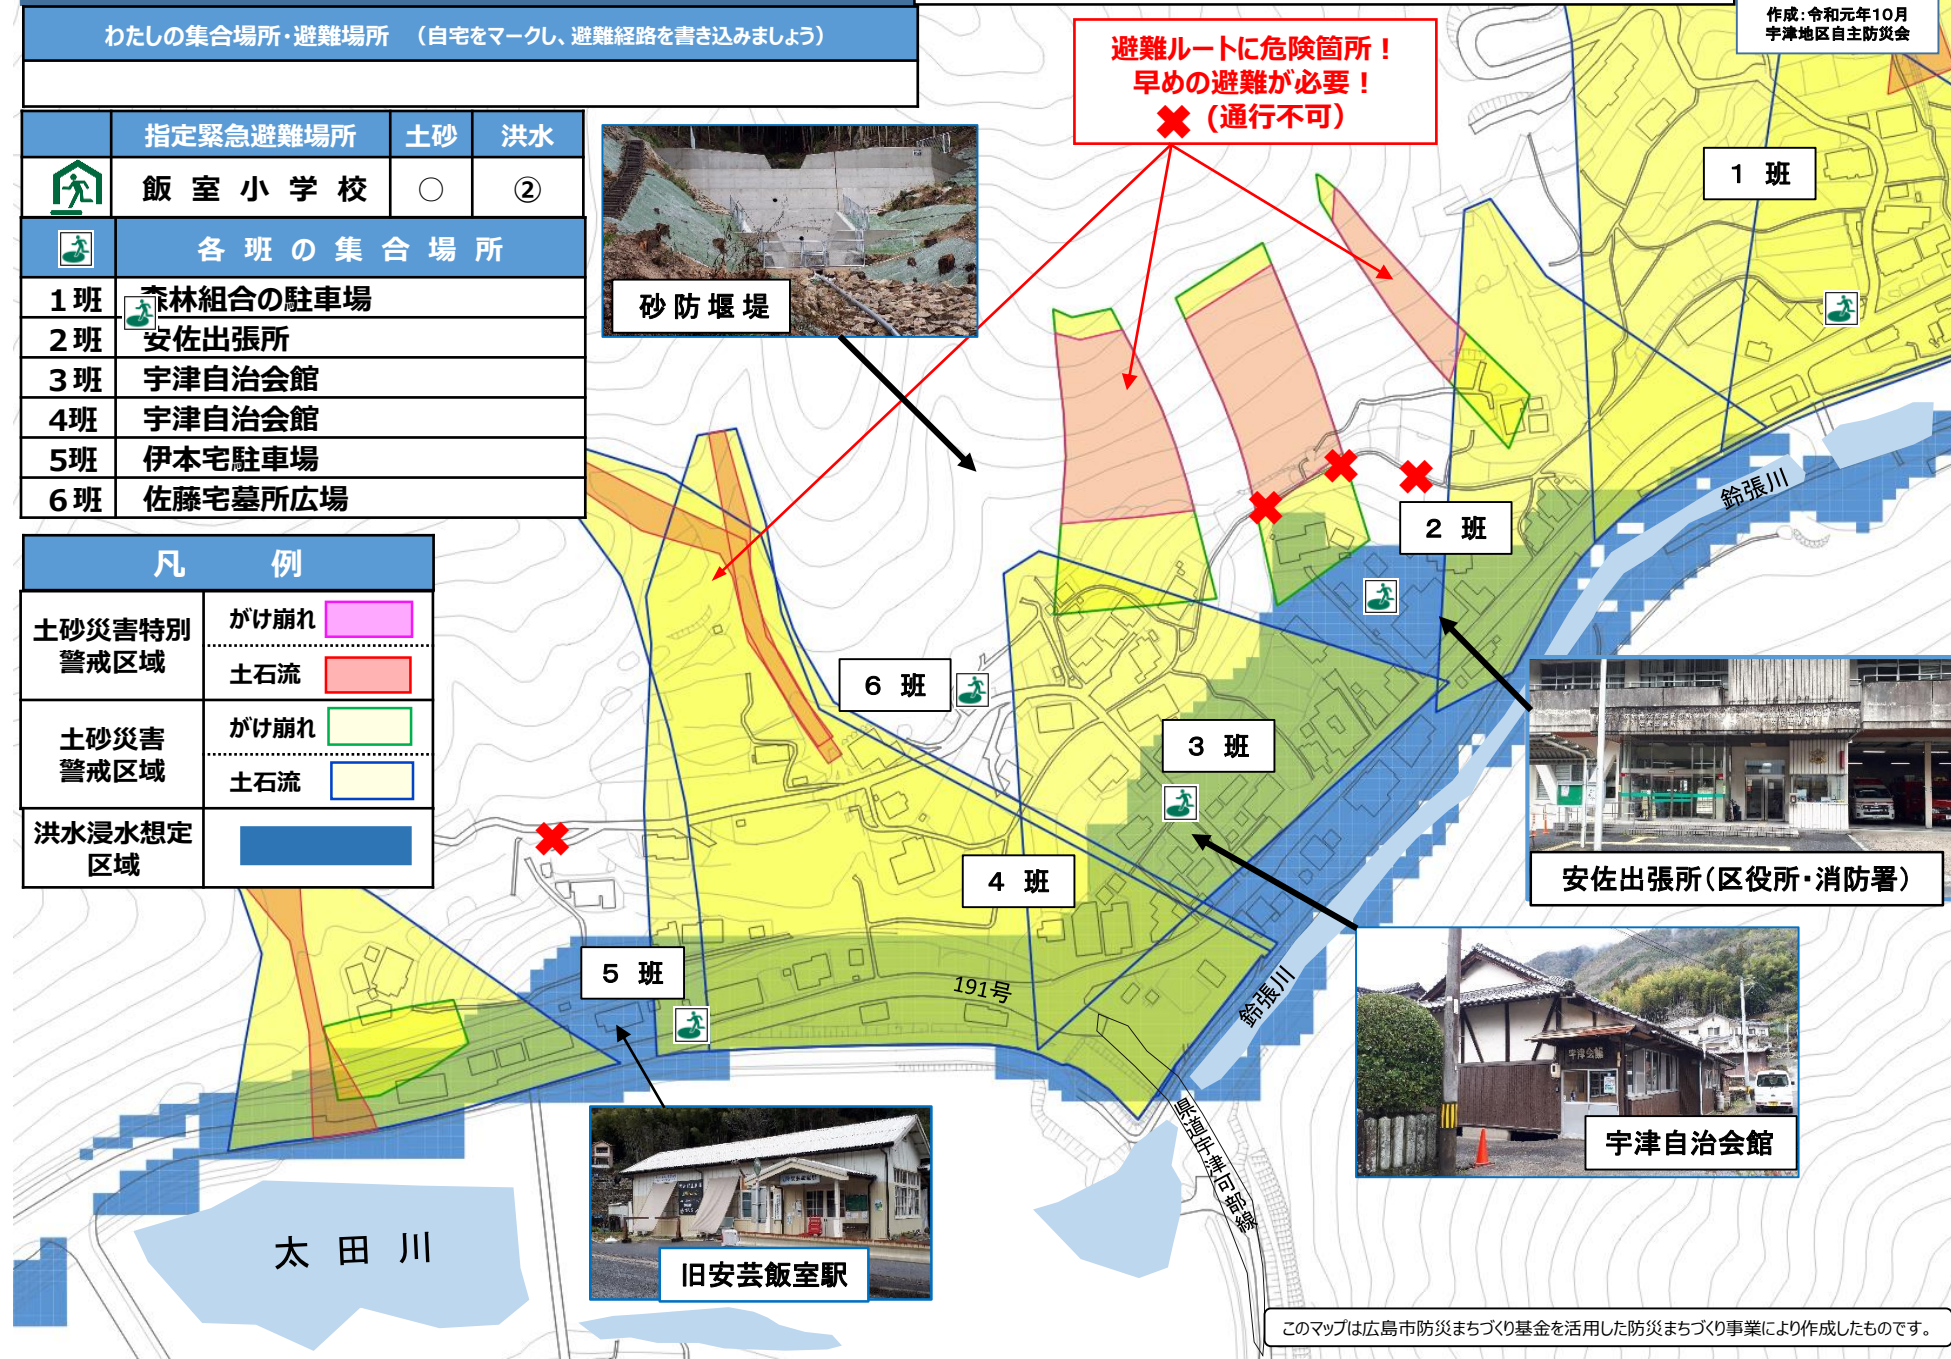 わたしの集合場所・避難場所 （自宅をマークし、避難経路を書き込みましょう）
作成：令和元年10月
宇津地区自主防災会
避難ルートに危険箇所！
早めの避難が必要！
✖（通行不可）
指定緊急避難場所 土砂 洪水
飯室小学校 ○ ②
各班の集合場所
1班 森林組合の駐車場
2班 安佐出張所
3班 宇津自治会館
4班 宇津自治会館
5班 伊本宅駐車場
6班 佐藤宅墓所広場
凡 例
土砂災害特別
警戒区域
がけ崩れ
土石流
土砂災害
警戒区域
がけ崩れ
土石流
洪水浸水想定
区域
砂防堰堤
1 班
2 班
鈴張川
6 班
3 班
4 班
5 班
191号
鈴張川
安佐出張所（区役所・消防署）
宇津会館
宇津自治会館
県道宇津可部線
旧安芸飯室駅
太田川
このマップは広島市防災まちづくり基金を活用した防災まちづくり事業により作成したものです。